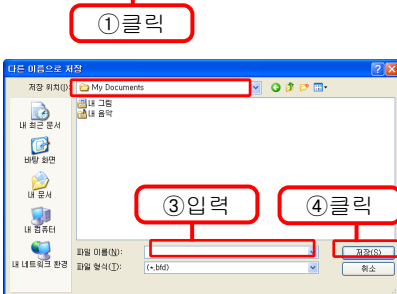 ①클릭
다른 이름으로 저장
저장 위치(I):
My Documents
내 그림
내 음악
내 최근 문서
바탕 화면
내 문서
내 컴퓨터
내 네트워크 환경
③입력
④클릭
파일 이름(N):
저장(S)
파일 형식(T):
(*.bfd)
취소